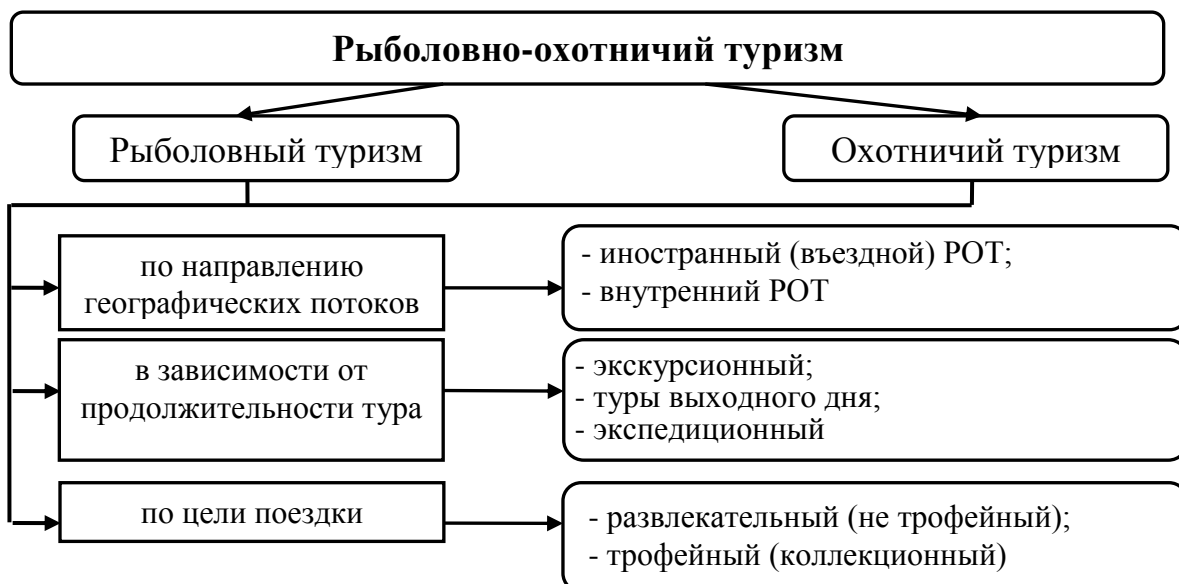 Рыболовно-охотничий туризм
Рыболовный туризм
Охотничий туризм
по направлению
географических потоков
- иностранный (въездной) РОТ;
- внутренний РОТ
в зависимости от
продолжительности тура
- экскурсионный;
- туры выходного дня;
- экспедиционный
по цели поездки
- развлекательный (не трофейный);
- трофейный (коллекционный)